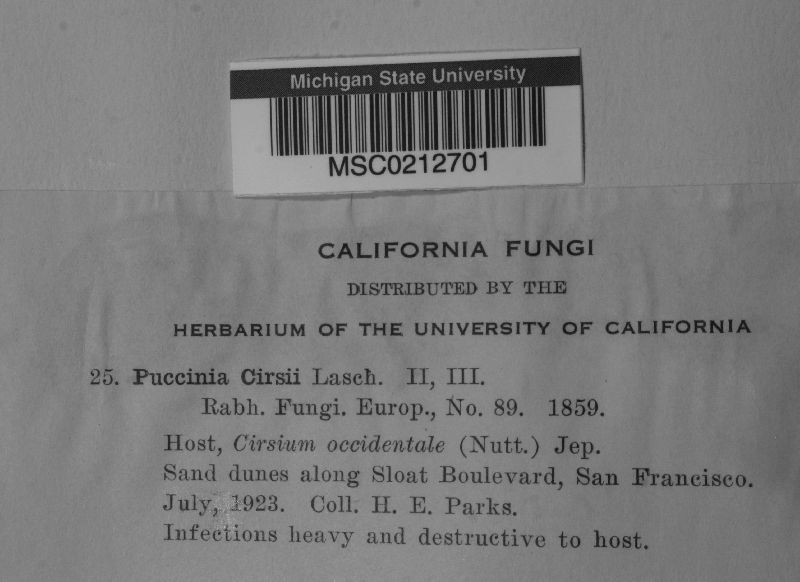 Michigan State University
MSC0212701
CALIFORNIA FUNGI
DISTRIBUTED BY THE
HERBARIUM OF THE UNIVERSITY OF CALIFORNIA
25. Puccinia Cirsii Lasch. II, III.
Rabh. Fungi. Europ., No. 89. 1859.
Host, Cirsium occidentale (Nutt.) Jep.
Sand dunes along Sloat Boulevard, San Francisco.
July, 1923. Coll. H. E. Parks.
Infections heavy and destructive to host.